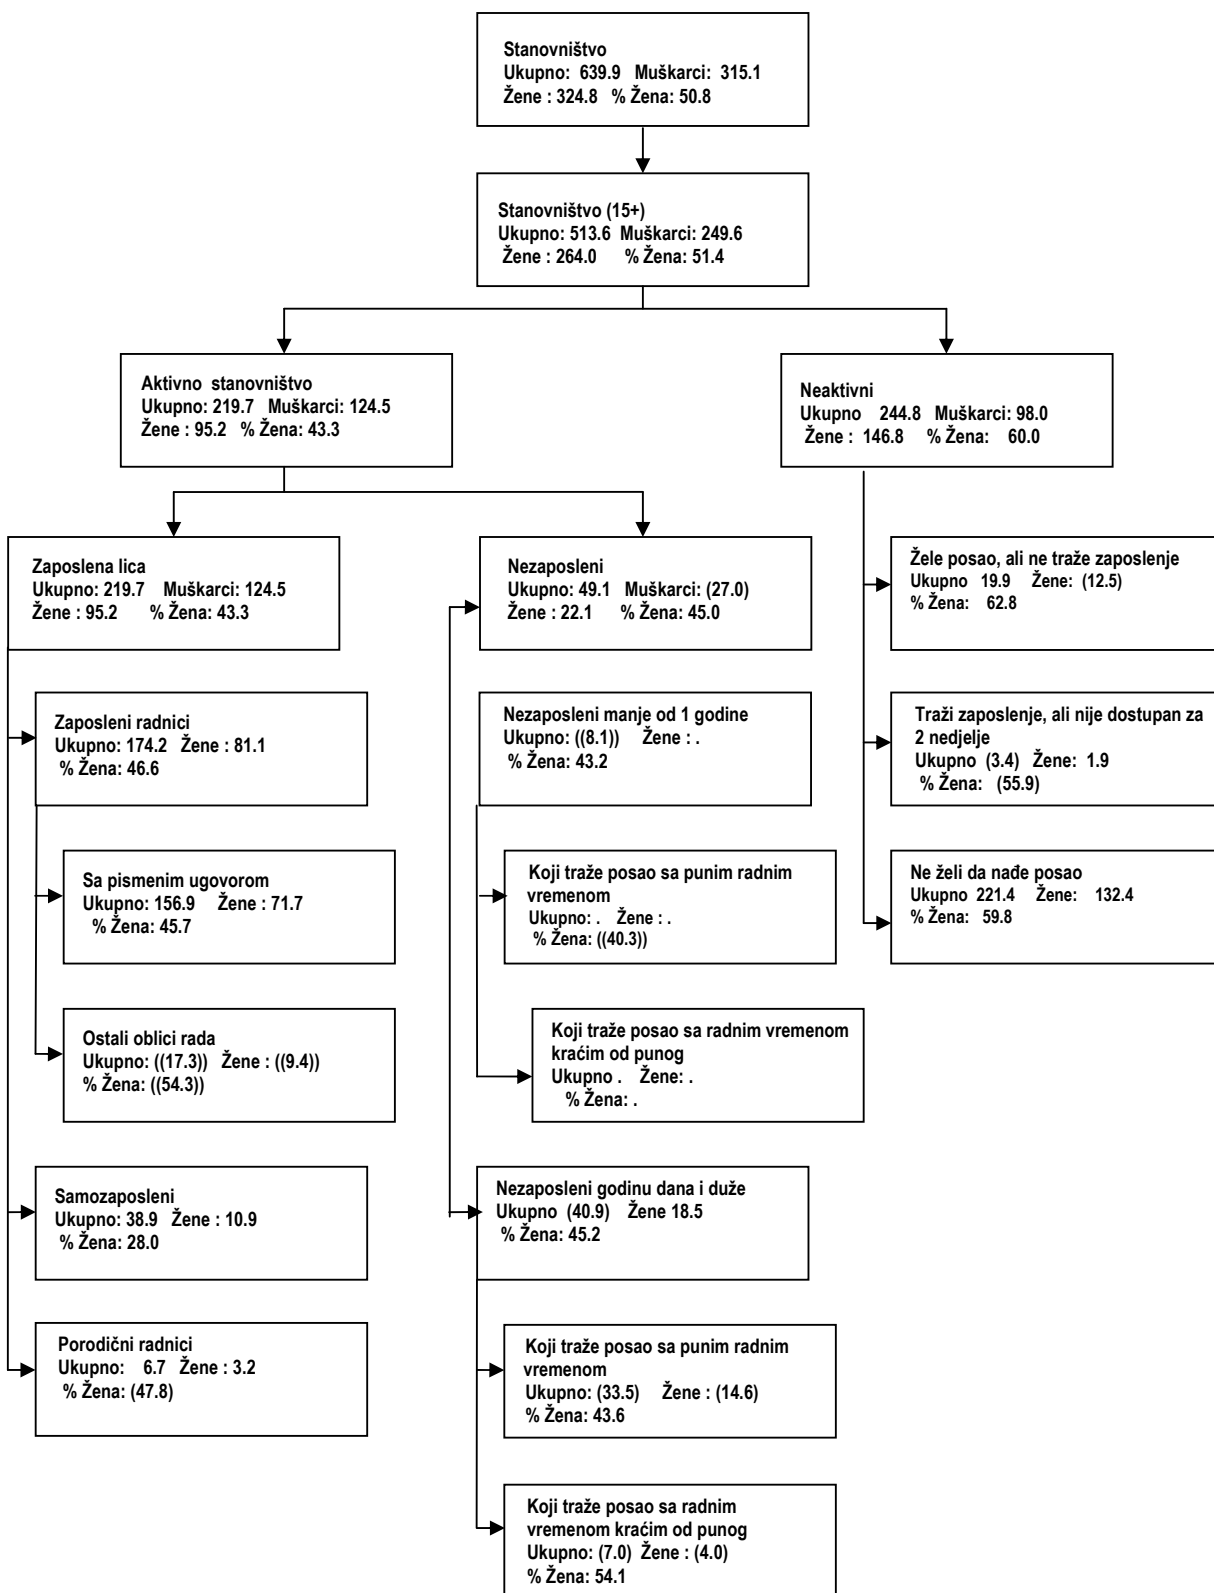 Stanovništvo
Ukupno: 639.9 Muškarci: 315.1
Žene : 324.8 % Žena: 50.8
Stanovništvo (15+)
Ukupno: 513.6 Muškarci: 249.6
Žene : 264.0 % Žena: 51.4
Aktivno stanovništvo
Ukupno: 219.7 Muškarci: 124.5
Žene : 95.2 % Žena: 43.3
Neaktivni
Ukupno 244.8 Muškarci: 98.0
Žene : 146.8 % Žena: 60.0
Zaposlena lica
Ukupno: 219.7 Muškarci: 124.5
Žene : 95.2 % Žena: 43.3
Nezaposleni
Ukupno: 49.1 Muškarci: (27.0)
Žene : 22.1 % Žena: 45.0
Žele posao, ali ne traže zaposlenje
Ukupno 19.9 Žene: (12.5)
% Žena: 62.8
Zaposleni radnici
Ukupno: 174.2 Žene : 81.1
% Žena: 46.6
Nezaposleni manje od 1 godine
Ukupno: ((8.1)) Žene : .
% Žena: 43.2
Traži zaposlenje, ali nije dostupan za
2 nedjelje
Ukupno (3.4) Žene: 1.9
% Žena: (55.9)
Sa pismenim ugovorom
Ukupno: 156.9 Žene : 71.7
% Žena: 45.7
Koji traže posao sa punim radnim
vremenom
Ukupno: . Žene : .
% Žena: ((40.3))
Ne želi da nađe posao
Ukupno 221.4 Žene: 132.4
% Žena: 59.8
Ostali oblici rada
Ukupno: ((17.3)) Žene : ((9.4))
% Žena: ((54.3))
Koji traže posao sa radnim vremenom
kraćim od punog
Ukupno . Žene: .
% Žena: .
Samozaposleni
Ukupno: 38.9 Žene : 10.9
% Žena: 28.0
Nezaposleni godinu dana i duže
Ukupno (40.9) Žene 18.5
% Žena: 45.2
Porodični radnici
Ukupno: 6.7 Žene : 3.2
% Žena: (47.8)
Koji traže posao sa punim radnim
vremenom
Ukupno: (33.5) Žene : (14.6)
% Žena: 43.6
Koji traže posao sa radnim
vremenom kraćim od punog
Ukupno: (7.0) Žene : (4.0)
% Žena: 54.1